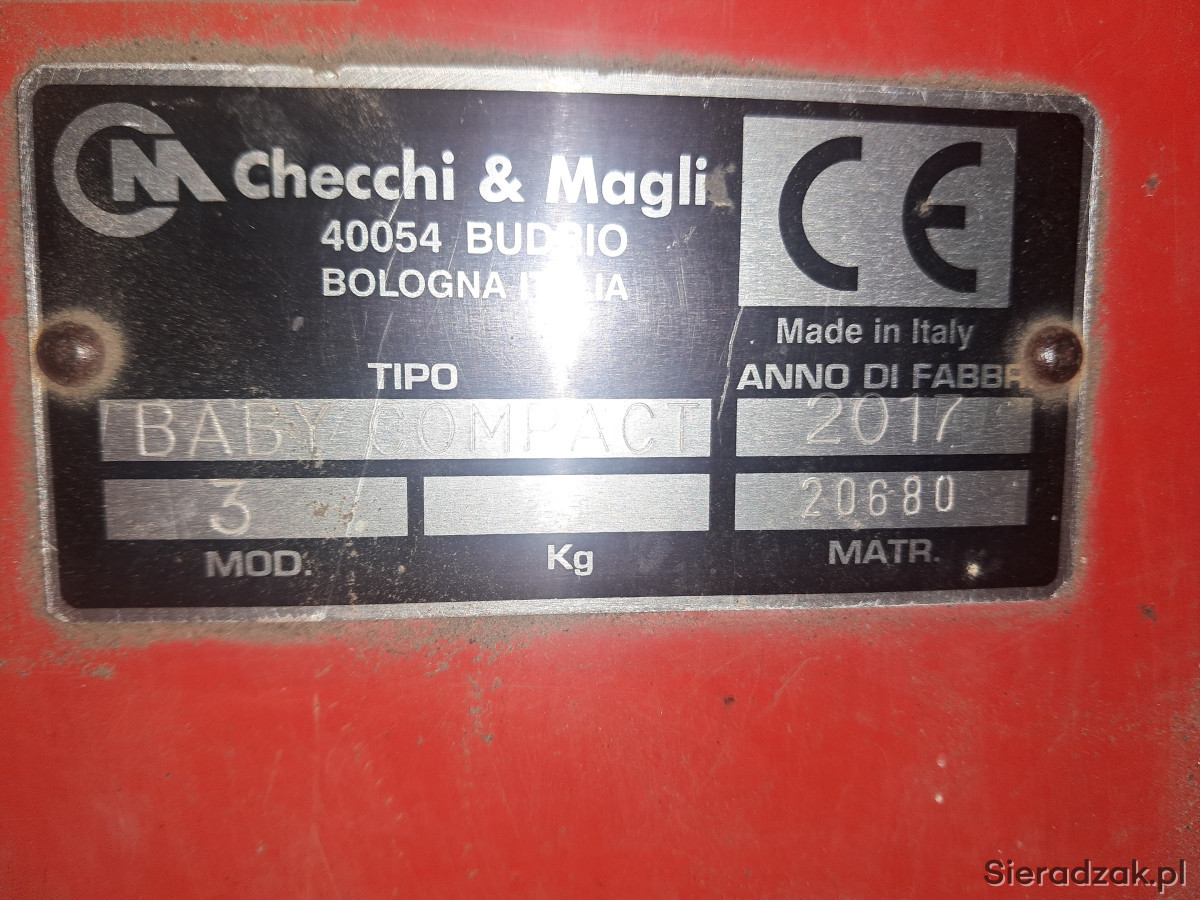 CM Checchi & Magli
40054 BUDRIO
BOLOGNA ITALIA
CE
Made in Italy
TIPO
ANNO DI FABBR
BABY COMPACT
2017
3
20680
MOD.
Kg
MATR.
Sieradzak.pl